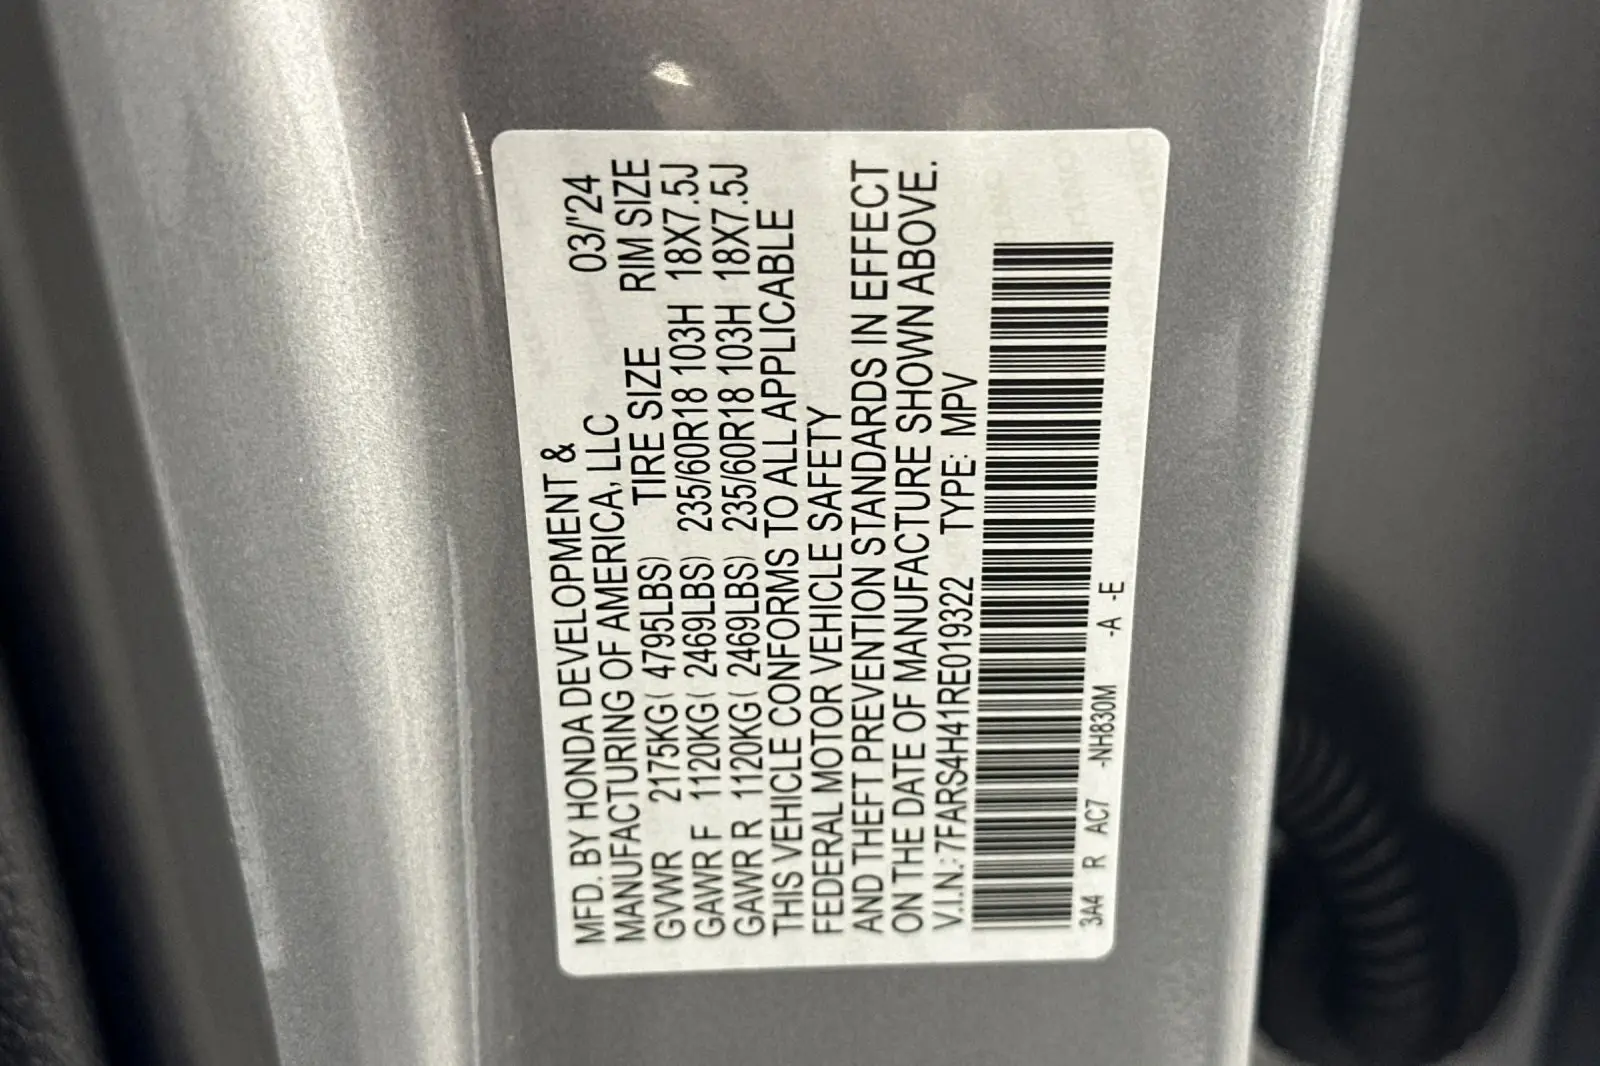 MFD. BY HONDA DEVELOPMENT &
MANUFACTURING OF AMERICA, LLC 03/'24
GVWR 2175KG( 4795LBS) TIRE SIZE RIM SIZE
GAWR F 1120KG( 2469LBS) 235/60R18 103H 18X7.5J
GAWR R 1120KG( 2469LBS) 235/60R18 103H 18X7.5J
THIS VEHICLE CONFORMS TO ALL APPLICABLE
FEDERAL MOTOR VEHICLE SAFETY
AND THEFT PREVENTION STANDARDS IN EFFECT
ON THE DATE OF MANUFACTURE SHOWN ABOVE.
V.I.N.: 7FARS4H41RE019322 TYPE: MPV
3A4 R AC7 -NH830M -A -E